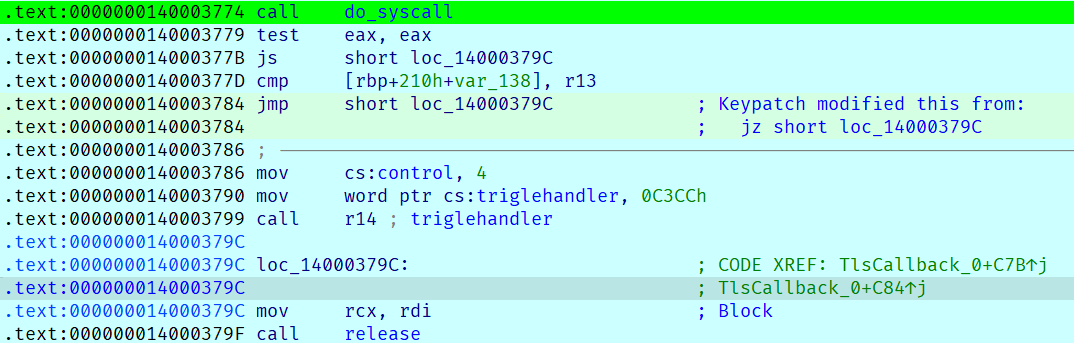 .text:0000000140003774 call do_syscall
.text:0000000140003779 test eax, eax
.text:000000014000377B js short loc_14000379C
.text:000000014000377D cmp [rbp+210h+var_138], r13
.text:0000000140003784 jmp short loc_14000379C ; Keypatch modified this from:
.text:0000000140003784 ; jz short loc_14000379C
.text:0000000140003786 ; 
.text:0000000140003786 mov cs:control, 4
.text:0000000140003790 mov word ptr cs:triglehandler, 0C3CCh
.text:0000000140003799 call r14 ; triglehandler
.text:000000014000379C
.text:000000014000379C loc_14000379C: ; CODE XREF: TlsCallback_0+C7B↑j
.text:000000014000379C ; TlsCallback_0+C84↑j
.text:000000014000379C mov rcx, rdi ; Block
.text:000000014000379F call release